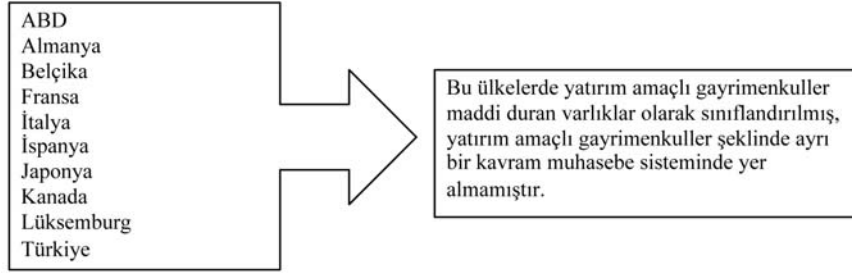 ABD
Almanya
Belçika
Fransa
İtalya
İspanya
Japonya
Kanada
Lüksemburg
Türkiye
Bu ülkelerde yatırım amaçlı gayrimenkuller
maddi duran varlıklar olarak sınıflandırılmış,
yatırım amaçlı gayrimenkuller şeklinde ayrı
bir kavram muhasebe sisteminde yer
almamıştır.